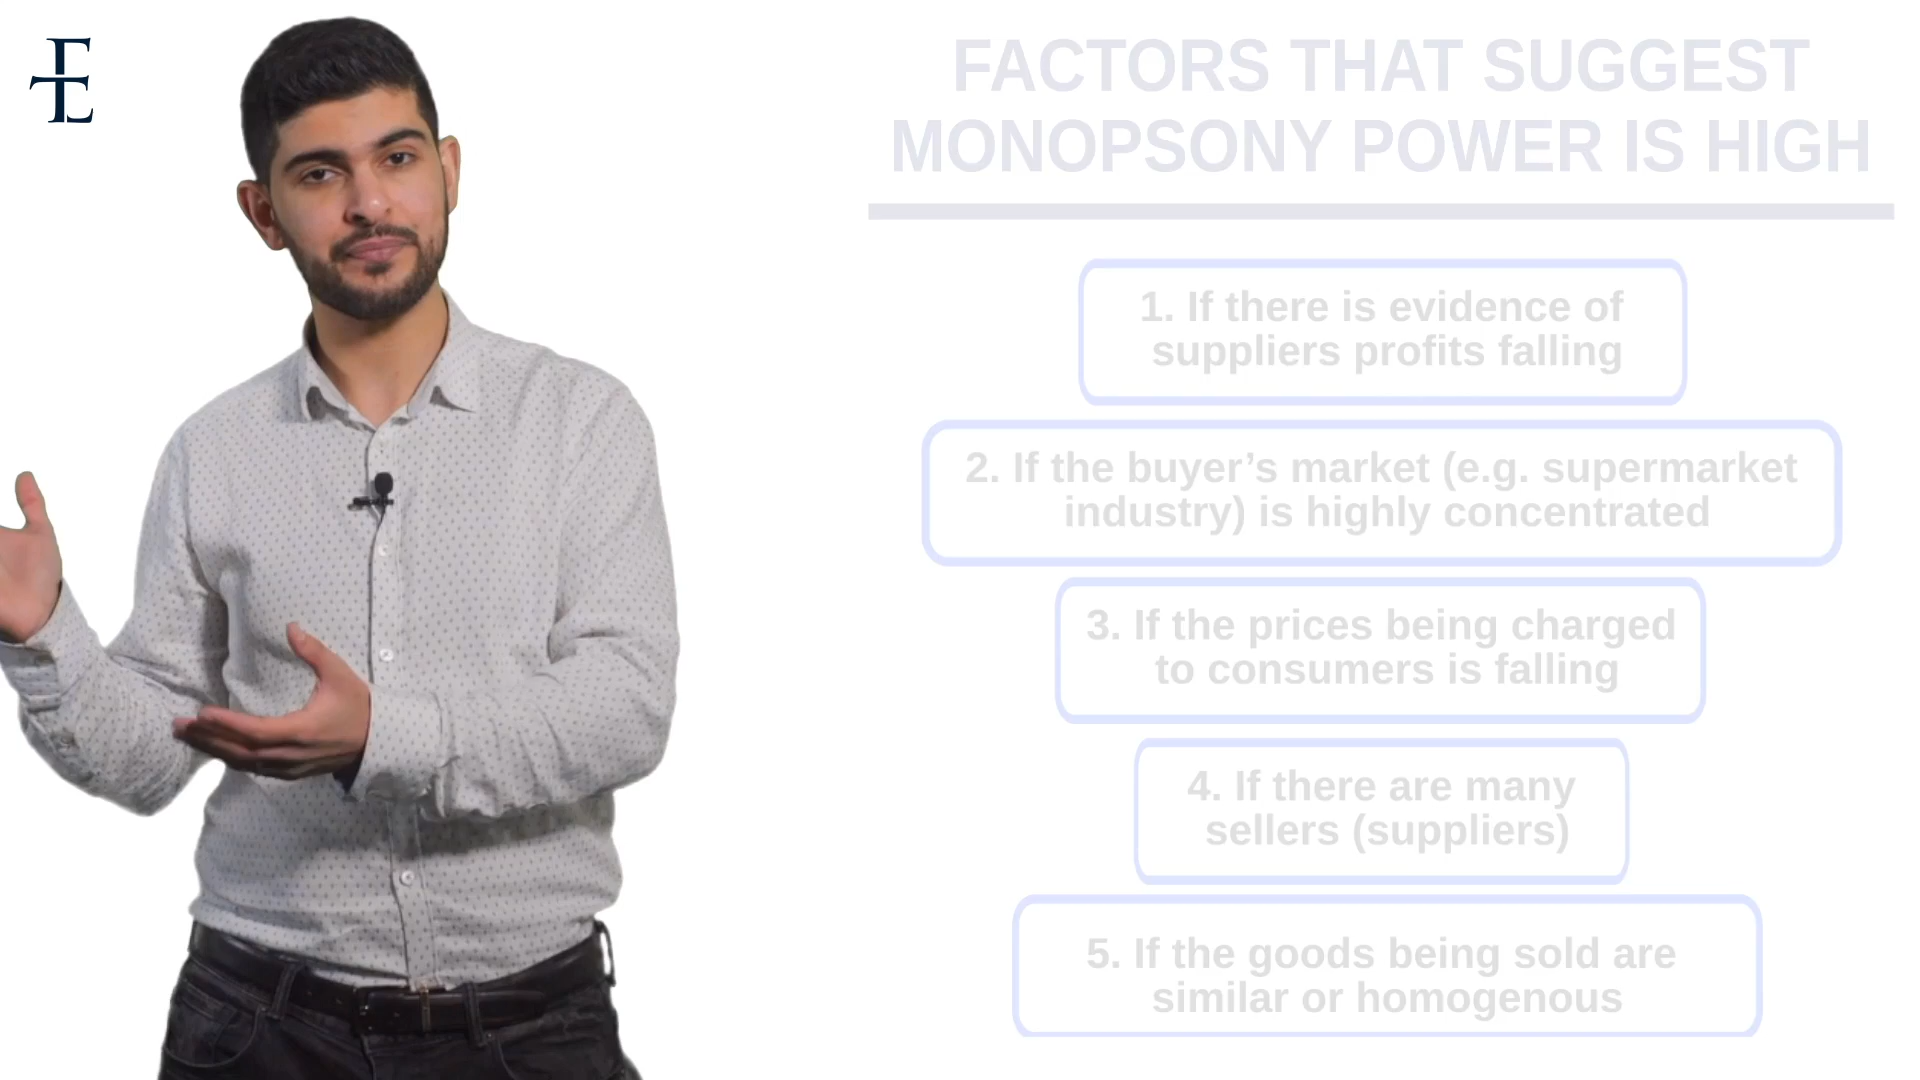 FACTORS THAT SUGGEST
MONOPSONY POWER IS HIGH
1. If there is evidence of
suppliers profits falling
2. If the buyer’s market (e.g. supermarket
industry) is highly concentrated
3. If the prices being charged
to consumers is falling
4. If there are many
sellers (suppliers)
5. If the goods being sold are
similar or homogenous